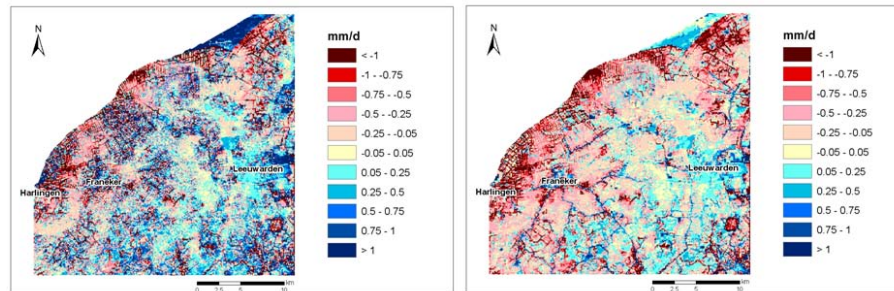 N
mm/d
< -1
-1 - -0.75
-0.75 - -0.5
-0.5 - -0.25
-0.25 - -0.05
-0.05 - 0.05
0.05 - 0.25
0.25 - 0.5
0.5 - 0.75
0.75 - 1
> 1
Leeuwarden
Franeker
Harlingen
km
0 2.5 5 10
N
mm/d
< -1
-1 - -0.75
-0.75 - -0.5
-0.5 - -0.25
-0.25 - -0.05
-0.05 - 0.05
0.05 - 0.25
0.25 - 0.5
0.5 - 0.75
0.75 - 1
> 1
Leeuwarden
Franeker
Harlingen
km
0 2.5 5 10